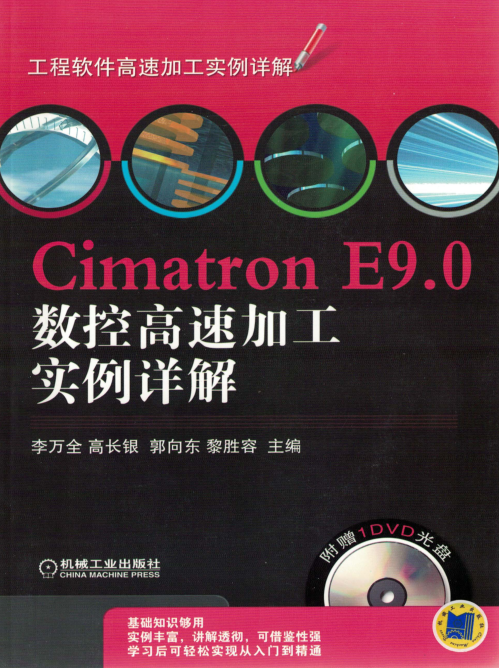 工程软件高速加工实例详解
Cimatron E9.0
数控高速加工
实例详解
李万全 高长银 郭向东 黎胜容 主编
附赠1DVD光盘
机械工业出版社
CHINA MACHINE PRESS
基础知识够用
实例丰富，讲解透彻，可借鉴性强
学习后可轻松实现从入门到精通